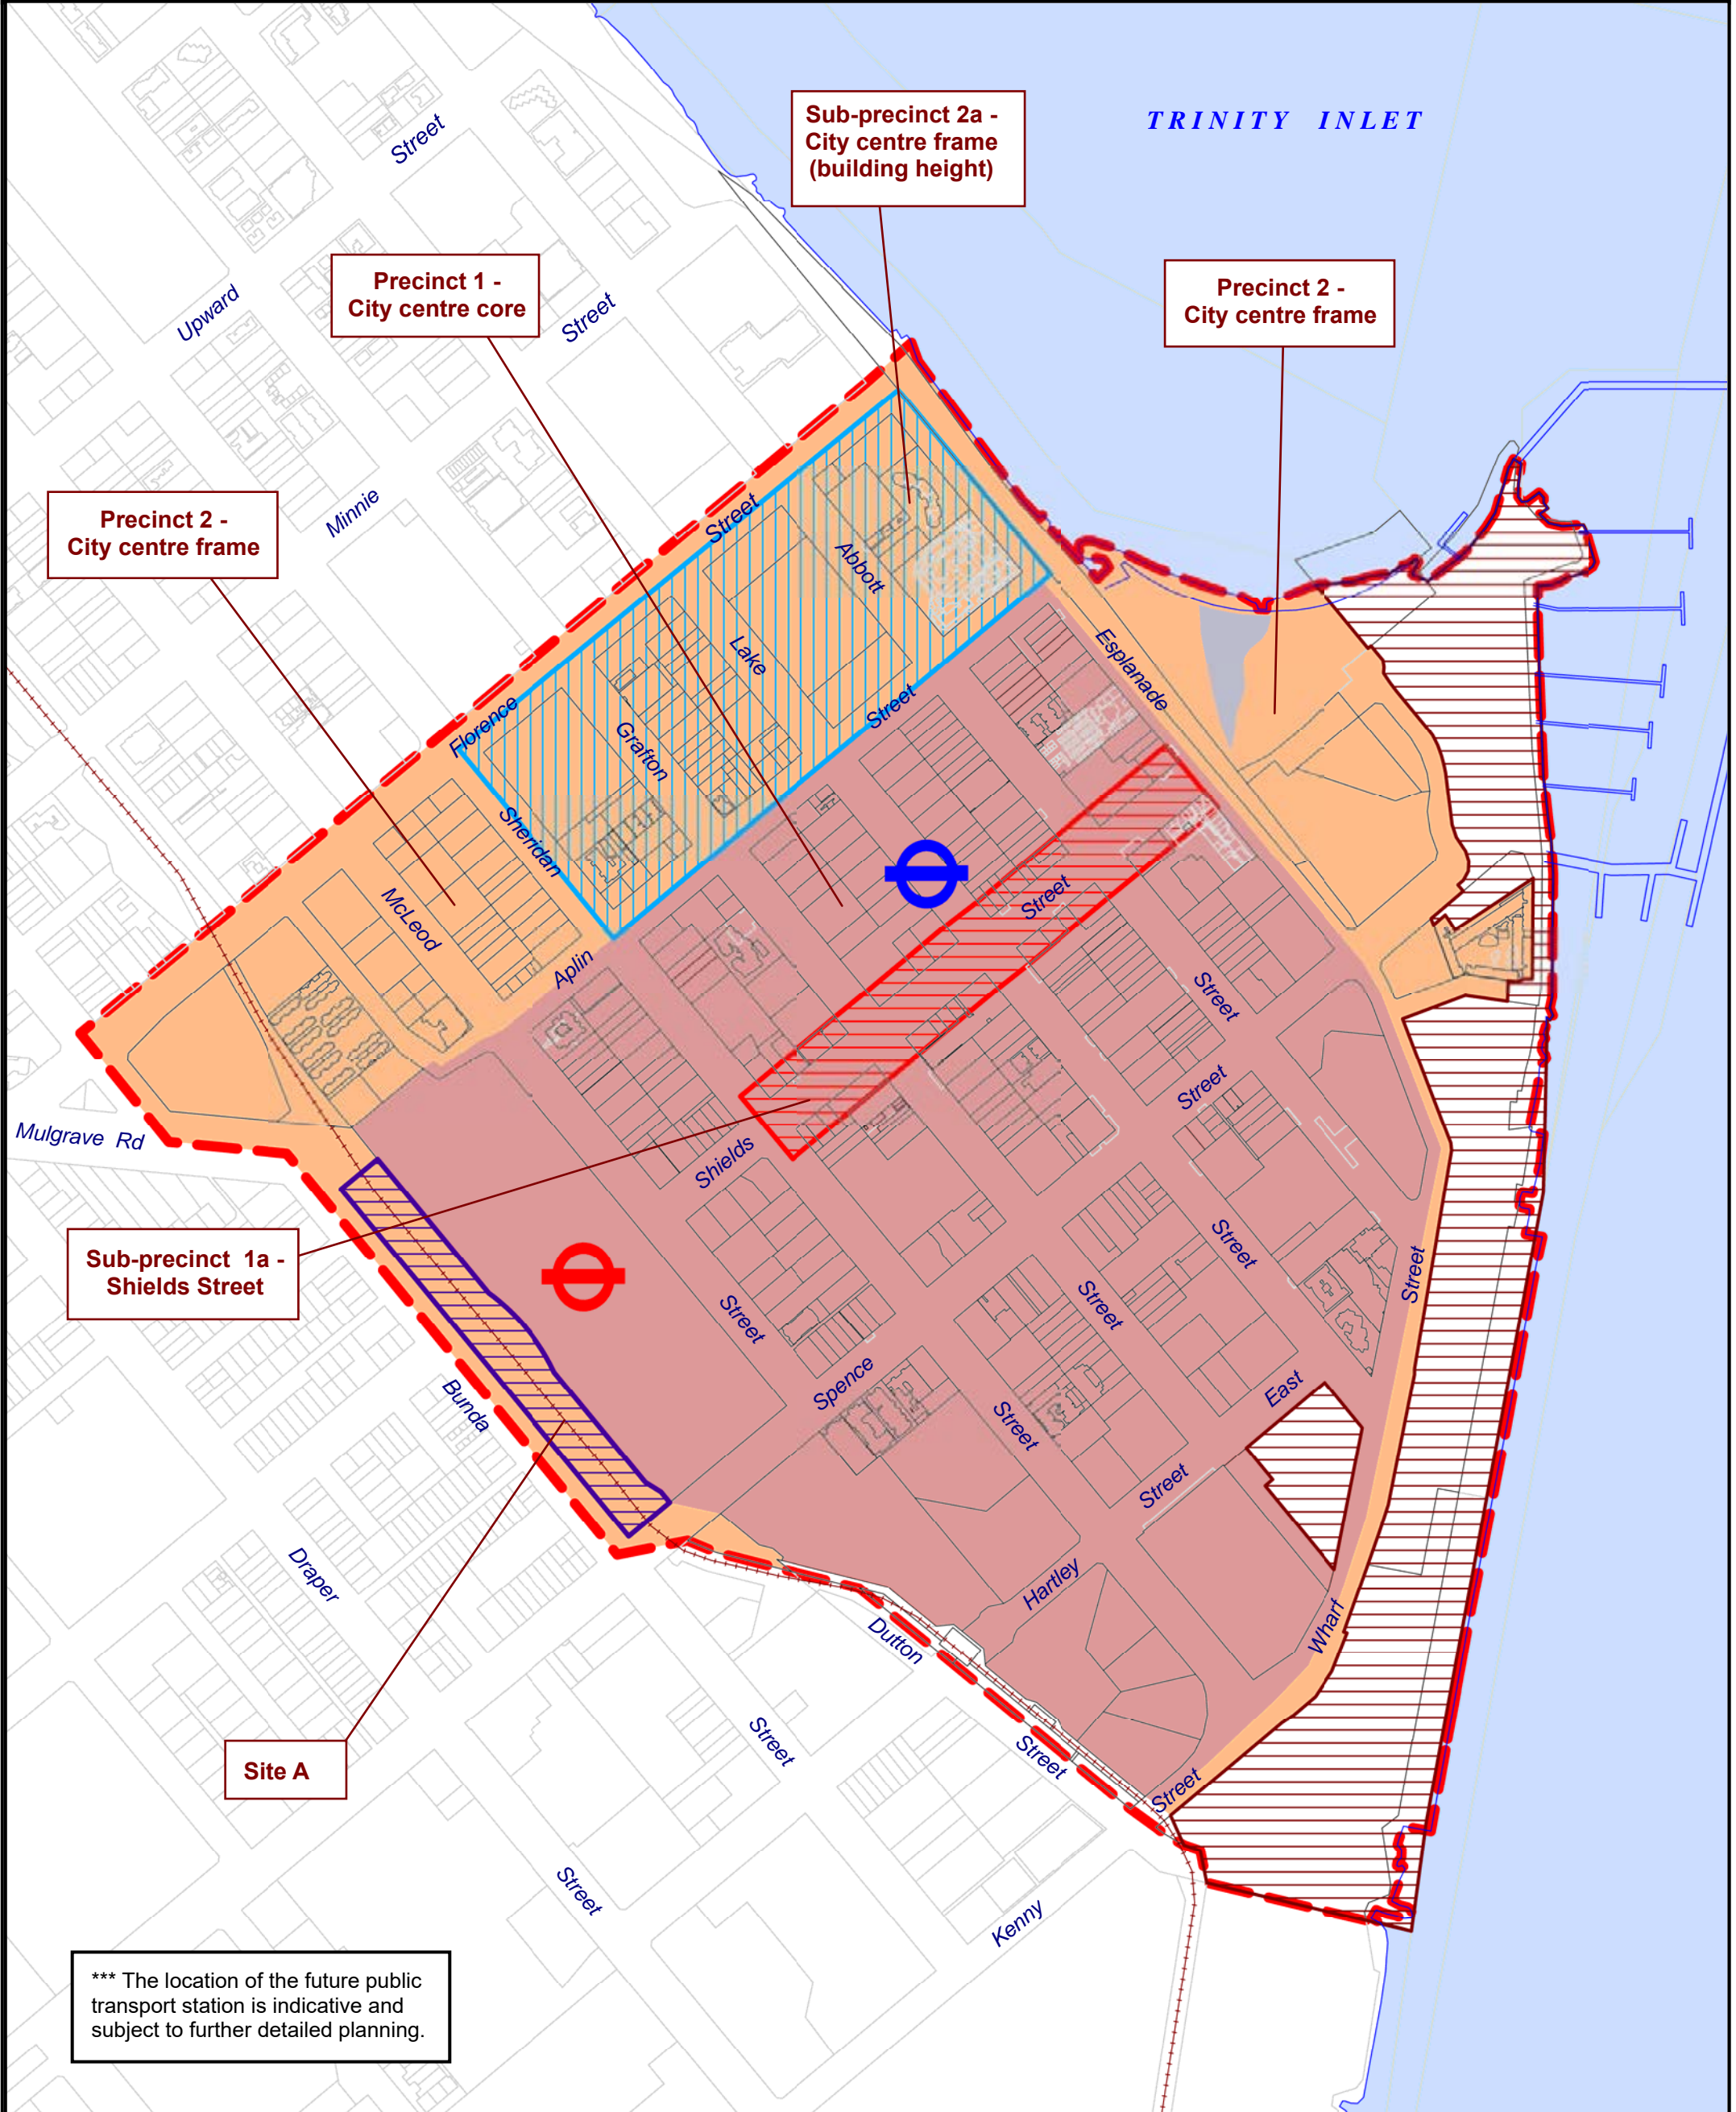 TRINITY INLET
Sub-precinct 2a -
City centre frame
(building height)
Street
Precinct 1 -
City centre core
Precinct 2 -
City centre frame
Upward
Street
Precinct 2 -
City centre frame
Minnie
Street
Abbott
Esplanade
Lake
Street
Florence
Grafton
Sheridan
McLeod
Street
Aplin
Street
Street
Mulgrave Rd
Shields
Sub-precinct 1a -
Shields Street
Street
Street
Street
Street
Spence
East
Bunda
Street
Street
Draper
Hartley
Wharf
Dutton
Street
Street
Street
Site A
Street
Kenny
*** The location of the future public
transport station is indicative and
subject to further detailed planning.